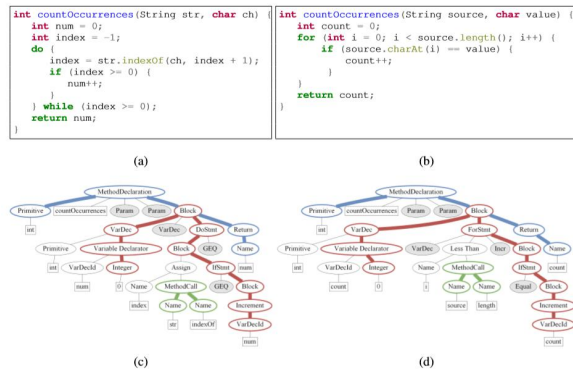 int countOccurrences(String str, char ch) {
int num = 0;
int index = -1;
do {
index = str.indexOf(ch, index + 1);
if (index >= 0) {
num++;
}
} while (index >= 0);
return num;
}
int countOccurrences(String source, char value) {
int count = 0;
for (int i = 0; i < source.length(); i++) {
if (source.charAt(i) == value) {
count++;
}
}
return count;
}
(a)
(b)
MethodDeclaration
Primitive countOccurrences Param Param Block
int VarDec VarDec DoStmt Return
Primitive Variable Declarator Block GEQ Name
int VarDecId Integer Assign IfStmt num
num 0 Name MethodCall GEQ Block
index Name Name Increment
str indexOf VarDecId
num
(c)
MethodDeclaration
Primitive countOccurrences Param Param Block
int VarDec ForStmt Return
Primitive Variable Declarator VarDec Less Than Incr Block Name
int VarDecId Integer Name MethodCall IfStmt count
count 0 i Name Name Equal Block
source length Increment
VarDecId
count
(d)